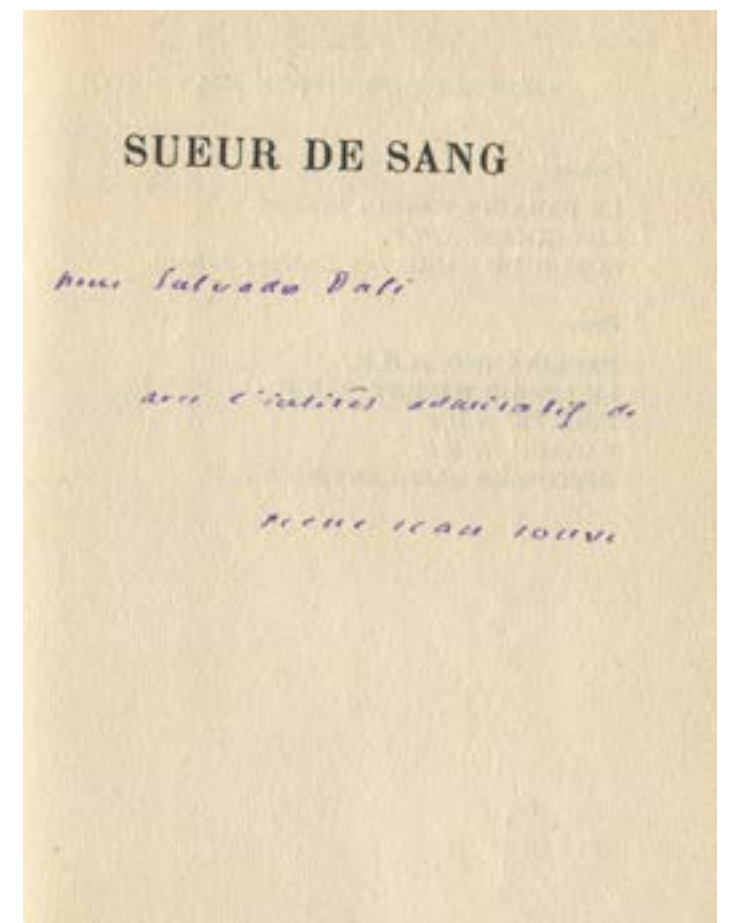 SUEUR DE SANG
pour Salvador Dali
avec l'intérêt admiratif de
Pierre Jean Jouve